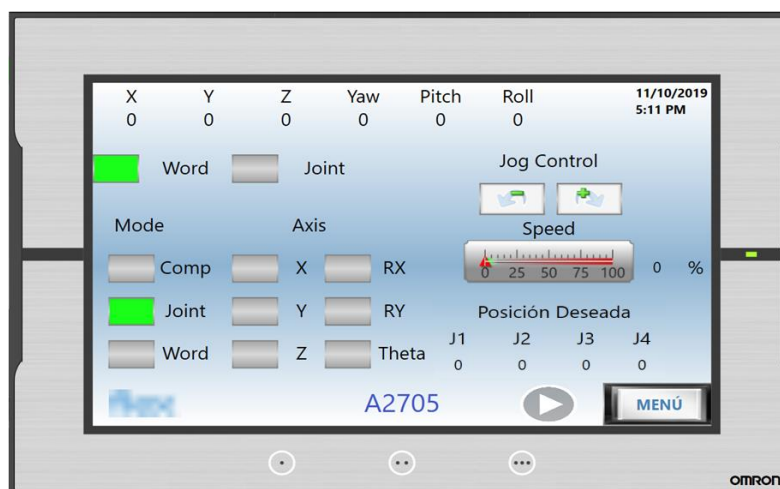 X Y Z Yaw Pitch Roll
0 0 0 0 0 0
11/10/2019
5:11 PM
Word Joint
Jog Control
Mode Axis
Speed
Comp X RX
0 25 50 75 100
0 %
Joint Y RY
Posición Deseada
J1 J2 J3 J4
Word Z Theta
0 0 0 0
A2705
MENÚ
OMRON